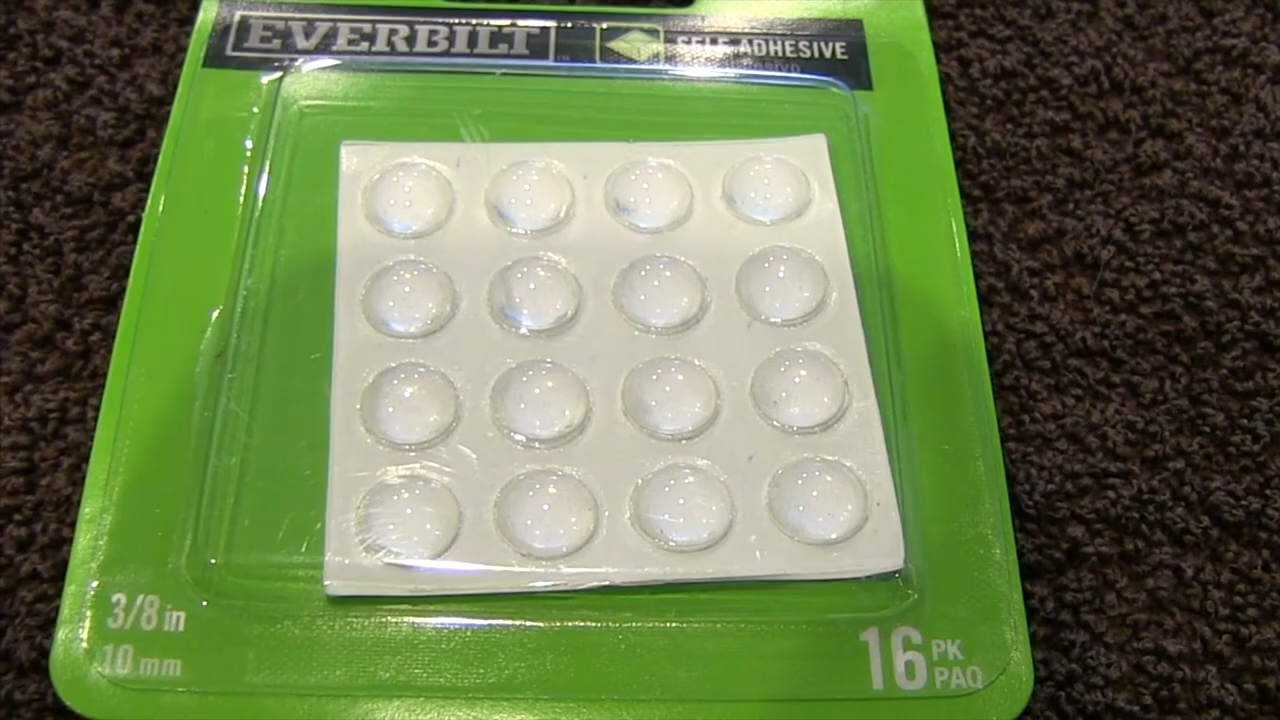 EVERBILT
SELF ADHESIVE
3/8 in
10 mm
16 PK
PAQ